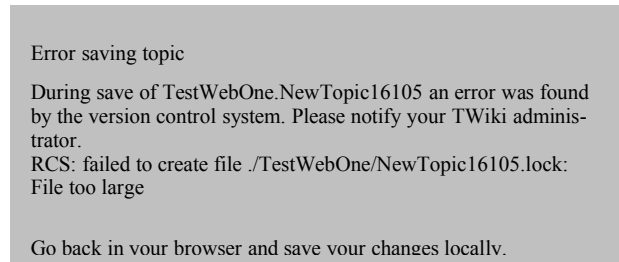 Error saving topic
During save of TestWebOne.NewTopic16105 an error was found
by the version control system. Please notify your TWiki adminis-
trator.
RCS: failed to create file ./TestWebOne/NewTopic16105.lock:
File too large
Go back in your browser and save your changes locally.